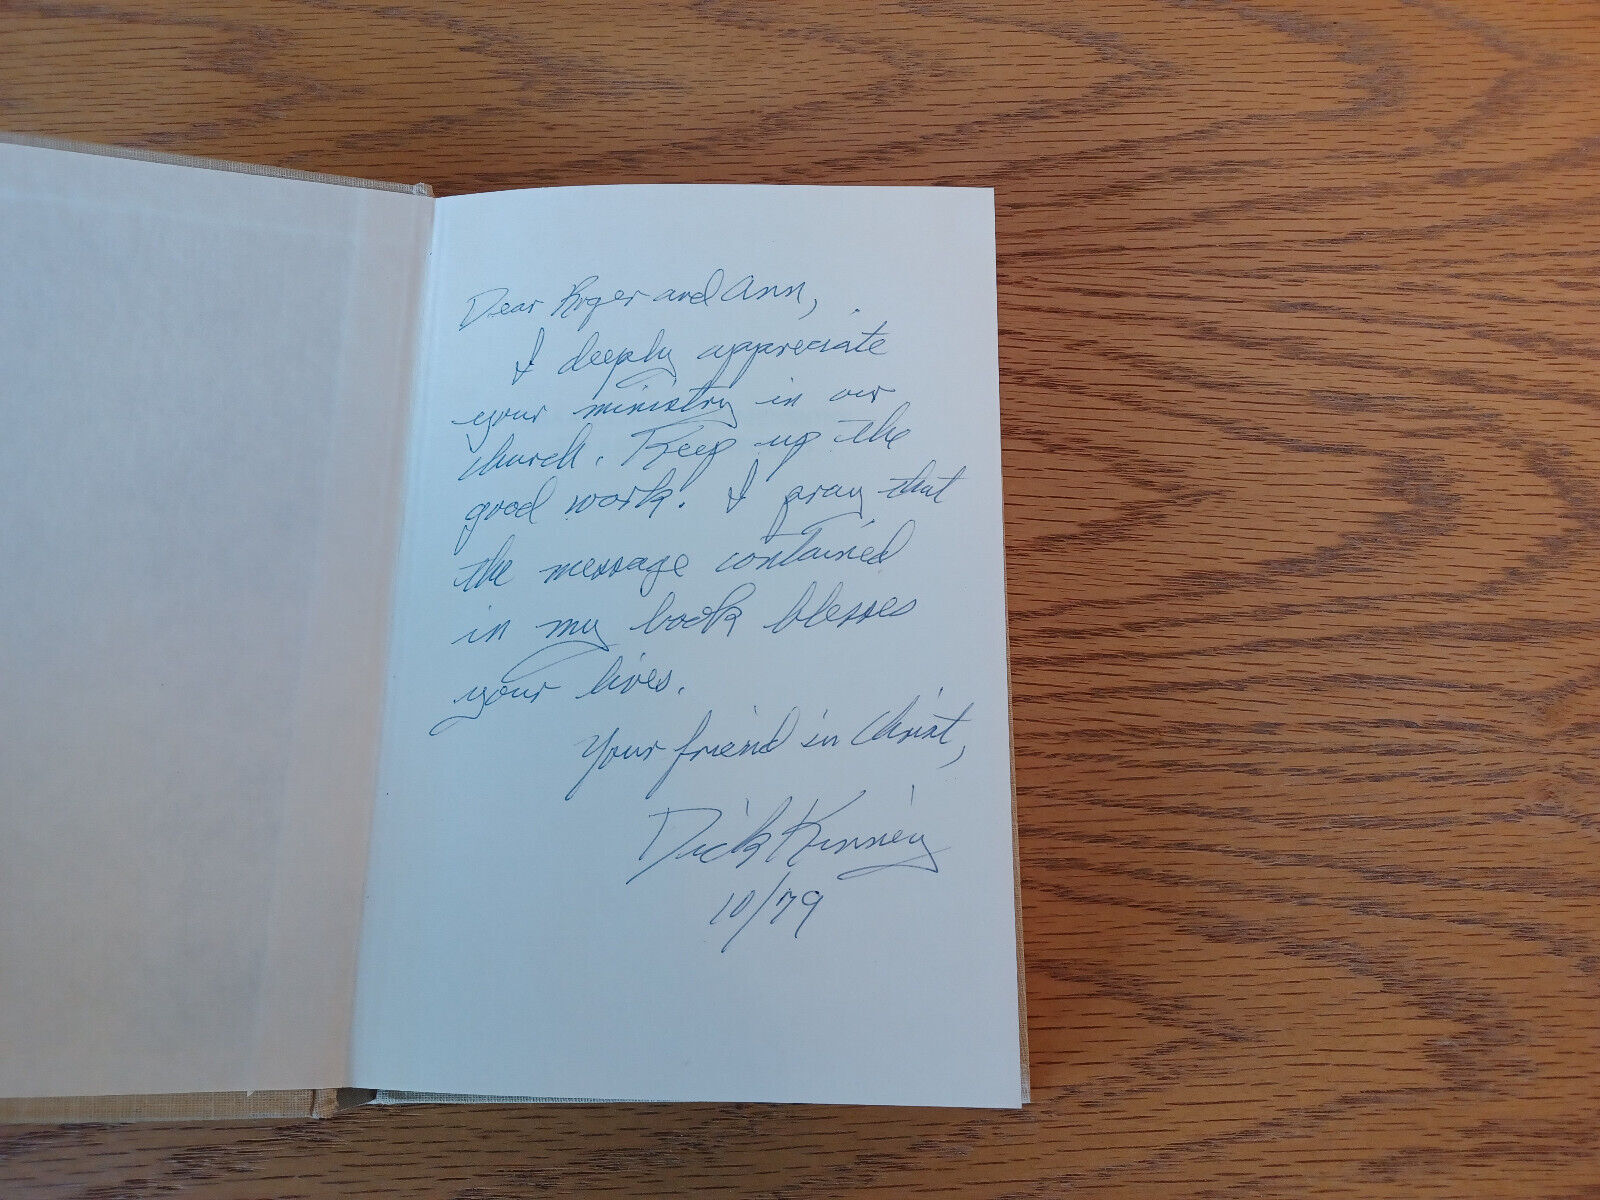 Dear Roger and Ann,
I deeply appreciate
your ministry in our
church. Keep up the
good work. I pray that
the message contained
in my book blesses
your lives.
Your friend in Christ,
Dick Kinney
10/79